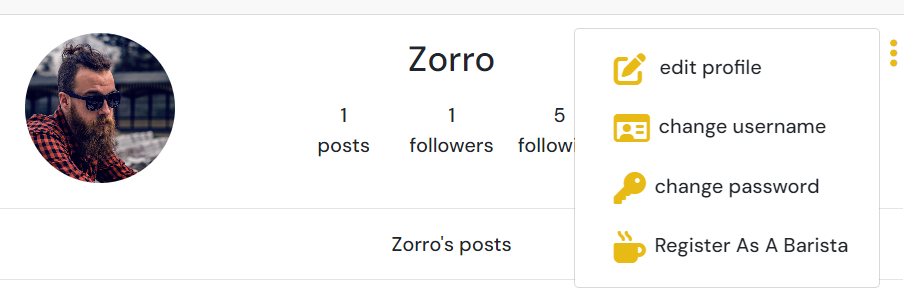 Zorro
1 1 5
posts followers followi
Zorro's posts
edit profile
change username
change password
Register As A Barista